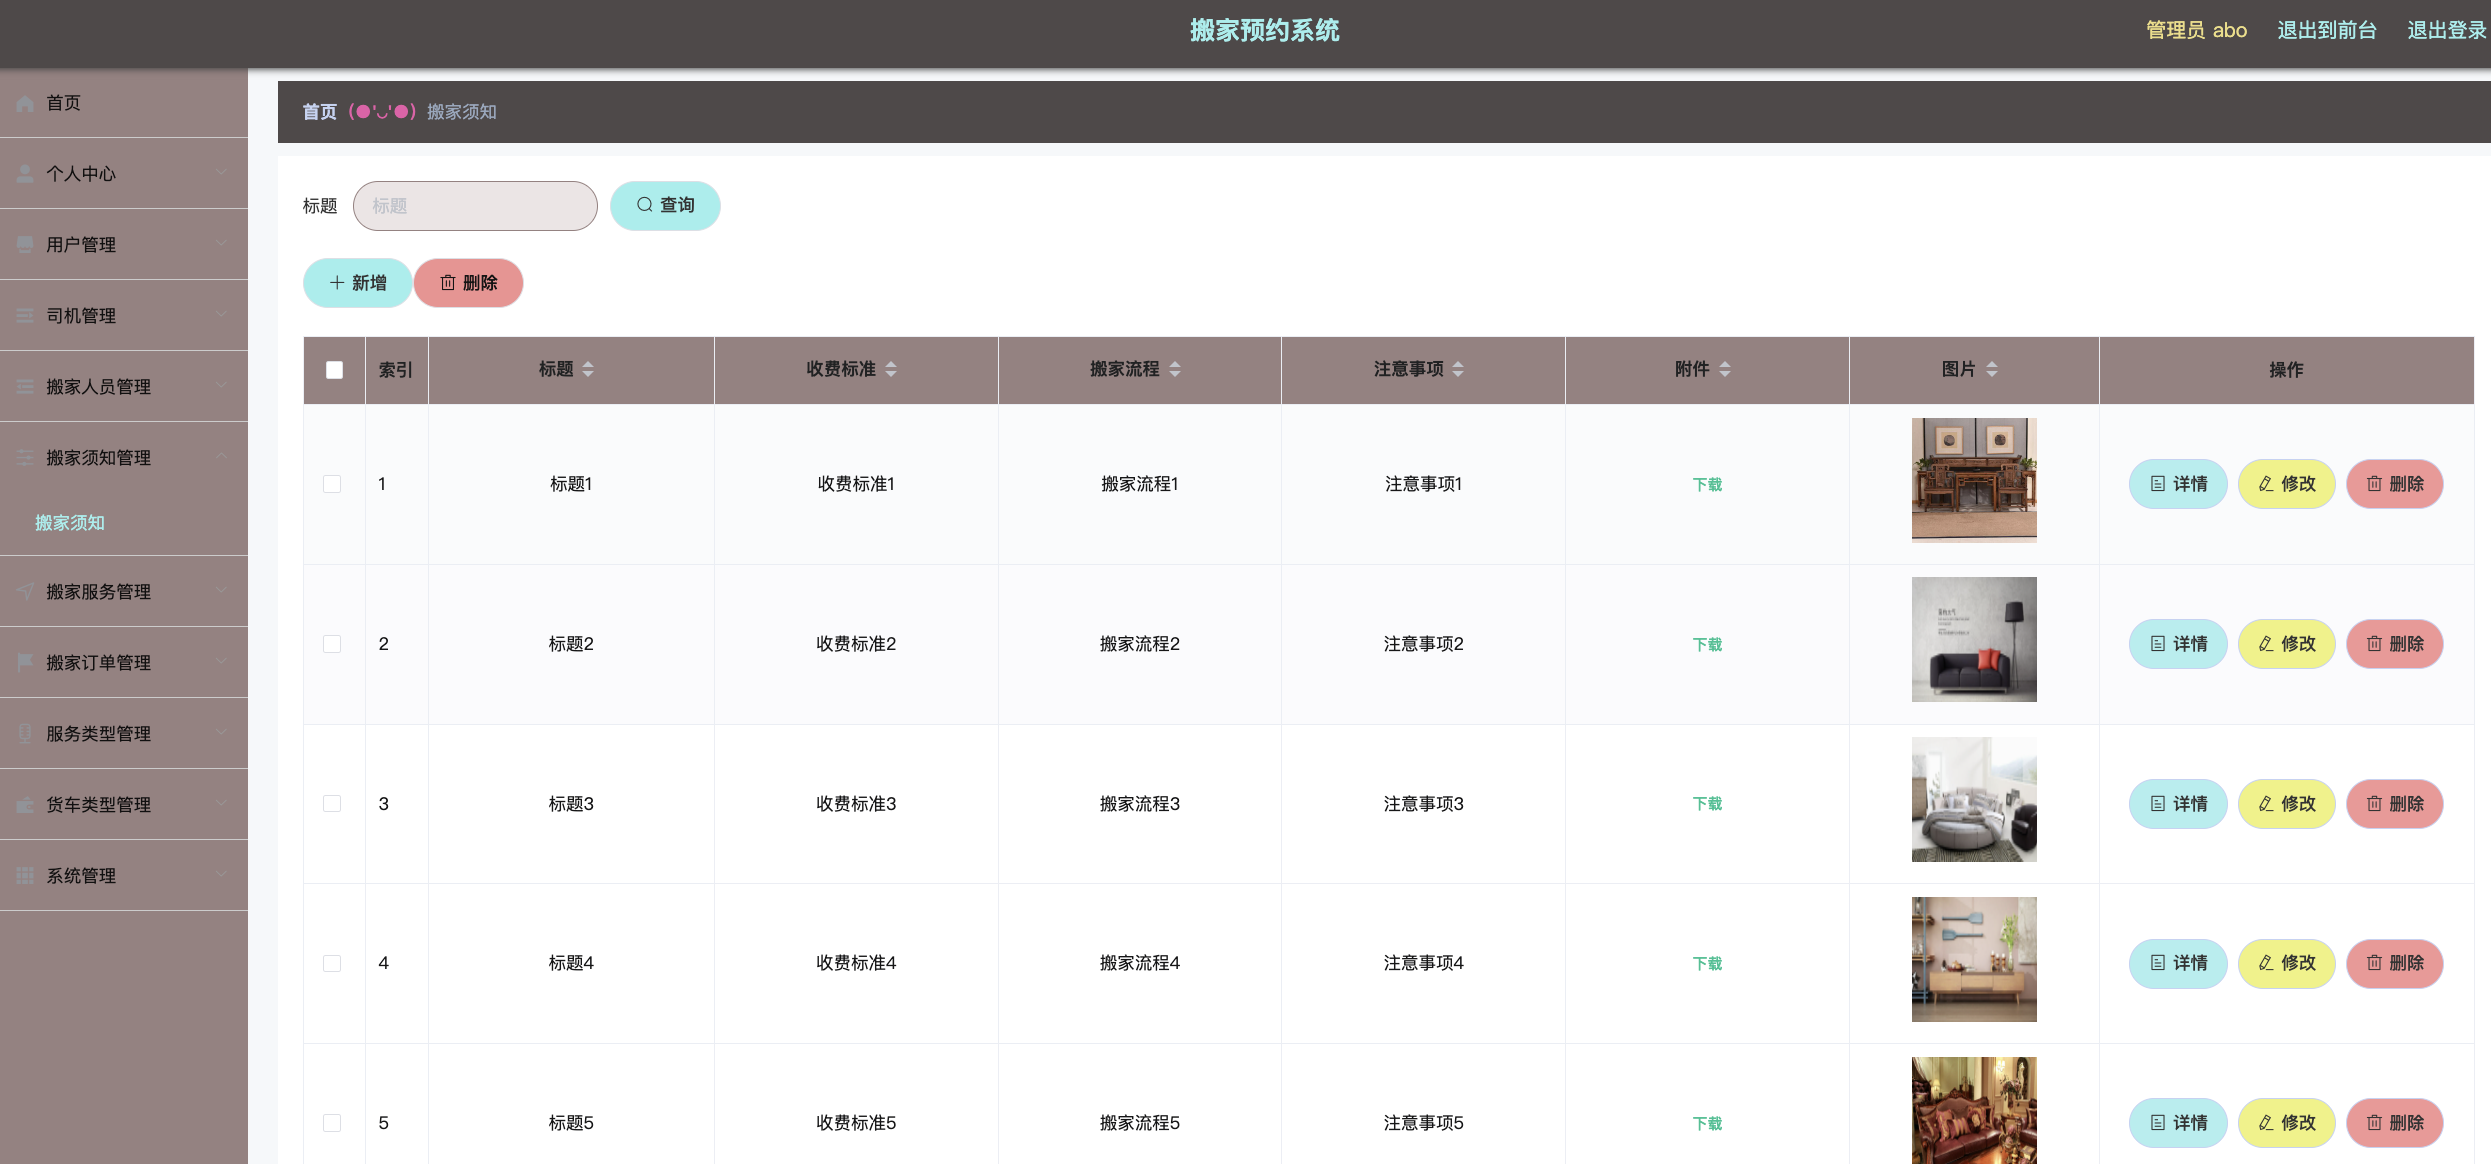 搬家预约系统
管理员 abo 退出到前台 退出登录
首页
个人中心
用户管理
司机管理
搬家人员管理
搬家须知管理
搬家须知
搬家服务管理
搬家订单管理
服务类型管理
货车类型管理
系统管理
首页 (●'◡'●) 搬家须知
标题 标题 查询
新增 删除
索引 标题 收费标准 搬家流程 注意事项 附件 图片 操作
1 标题1 收费标准1 搬家流程1 注意事项1 下载 详情 修改 删除
2 标题2 收费标准2 搬家流程2 注意事项2 下载 详情 修改 删除
3 标题3 收费标准3 搬家流程3 注意事项3 下载 详情 修改 删除
4 标题4 收费标准4 搬家流程4 注意事项4 下载 详情 修改 删除
5 标题5 收费标准5 搬家流程5 注意事项5 下载 详情 修改 删除